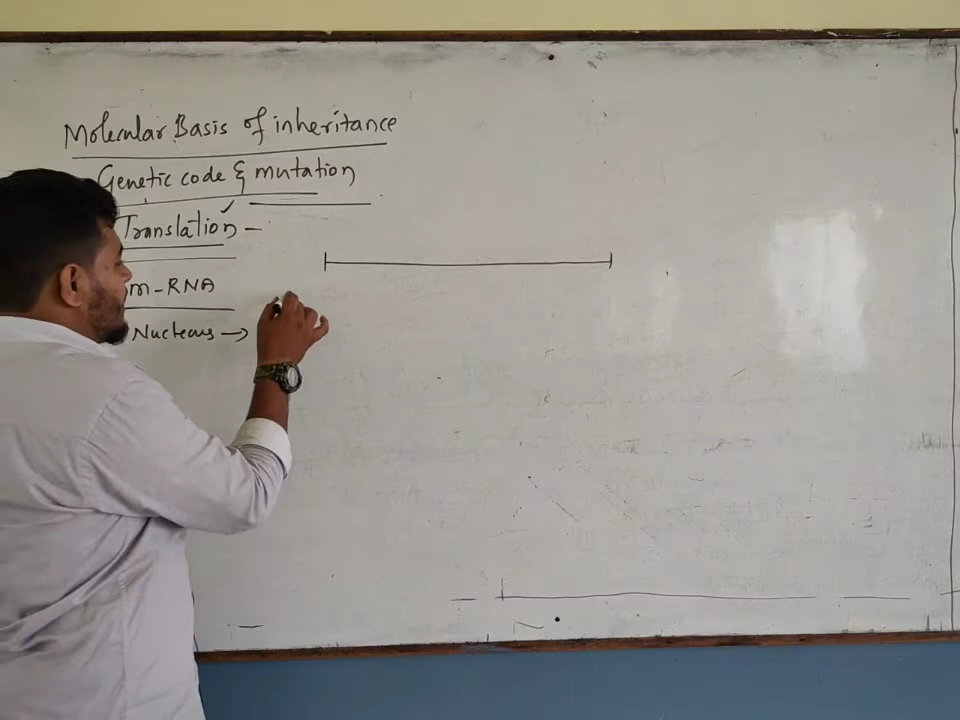 Molecular Basis of inheritance
Genetic code & mutation
Translation —
m-RNA
Nucleus →